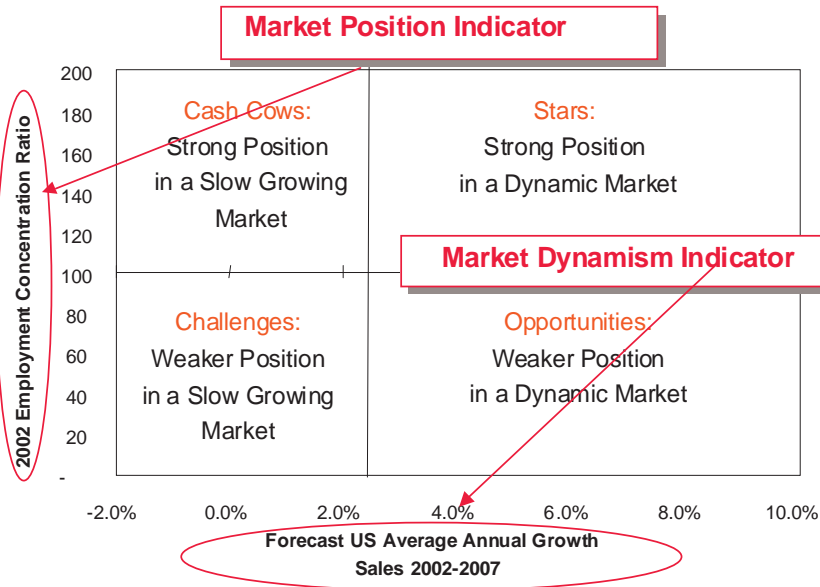 Market Position Indicator
200
180
160
140
120
100
80
60
40
20
-
2002 Employment Concentration Ratio
Cash Cows:
Strong Position
in a Slow Growing
Market
Stars:
Strong Position
in a Dynamic Market
Market Dynamism Indicator
Challenges:
Weaker Position
in a Slow Growing
Market
Opportunities:
Weaker Position
in a Dynamic Market
-2.0% 0.0% 2.0% 4.0% 6.0% 8.0% 10.0%
Forecast US Average Annual Growth
Sales 2002-2007